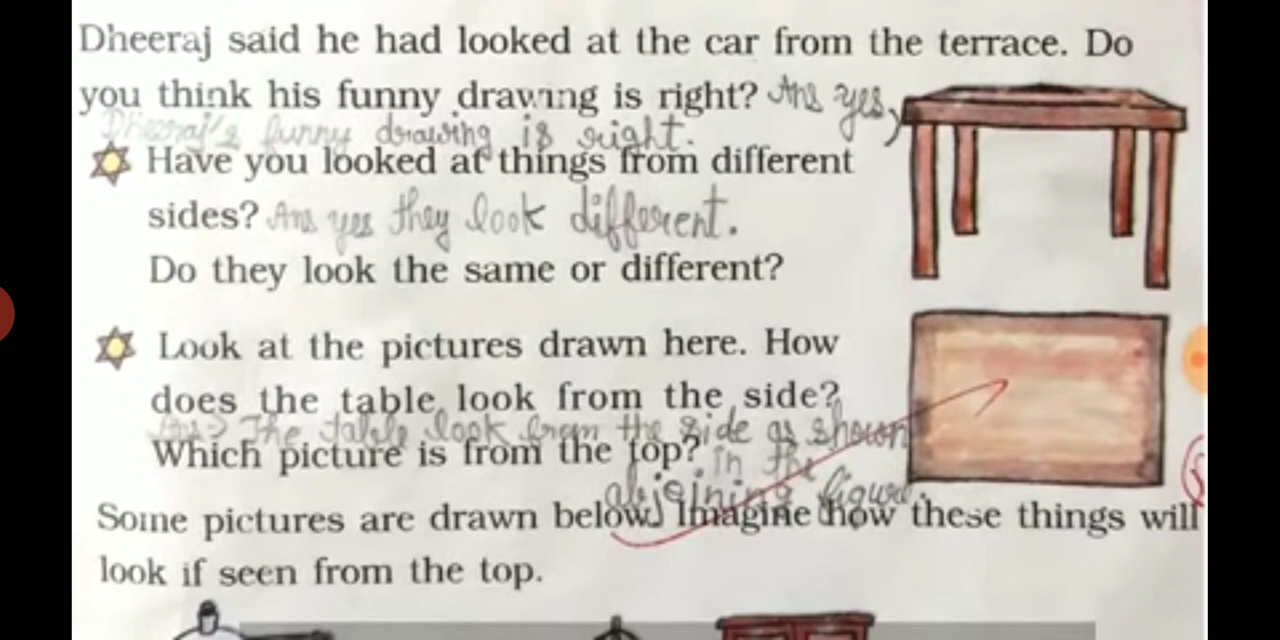 Dheeraj said he had looked at the car from the terrace. Do
you think his funny drawing is right? Ans yes,
Dheeraj's funny drawing is right.
Have you looked at things from different
sides? Ans yes they look different.
Do they look the same or different?
Look at the pictures drawn here. How
does the table look from the side?
Ans The table look from the side as shown
Which picture is from the top? in the
figure.
Some pictures are drawn below. Imagine how these things will
look if seen from the top.